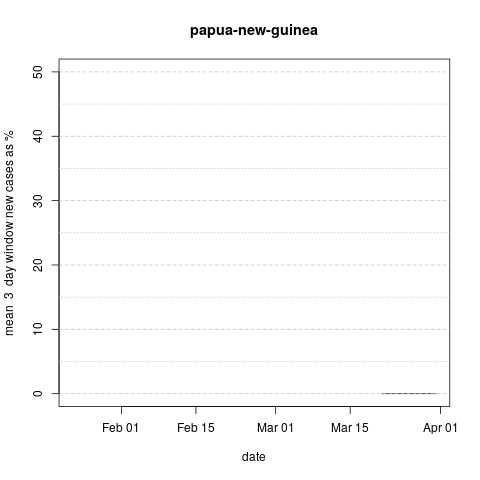 papua-new-guinea
mean  3  day window new cases as %
50
40
30
20
10
0
Feb 01
Feb 15
Mar 01
Mar 15
Apr 01
date